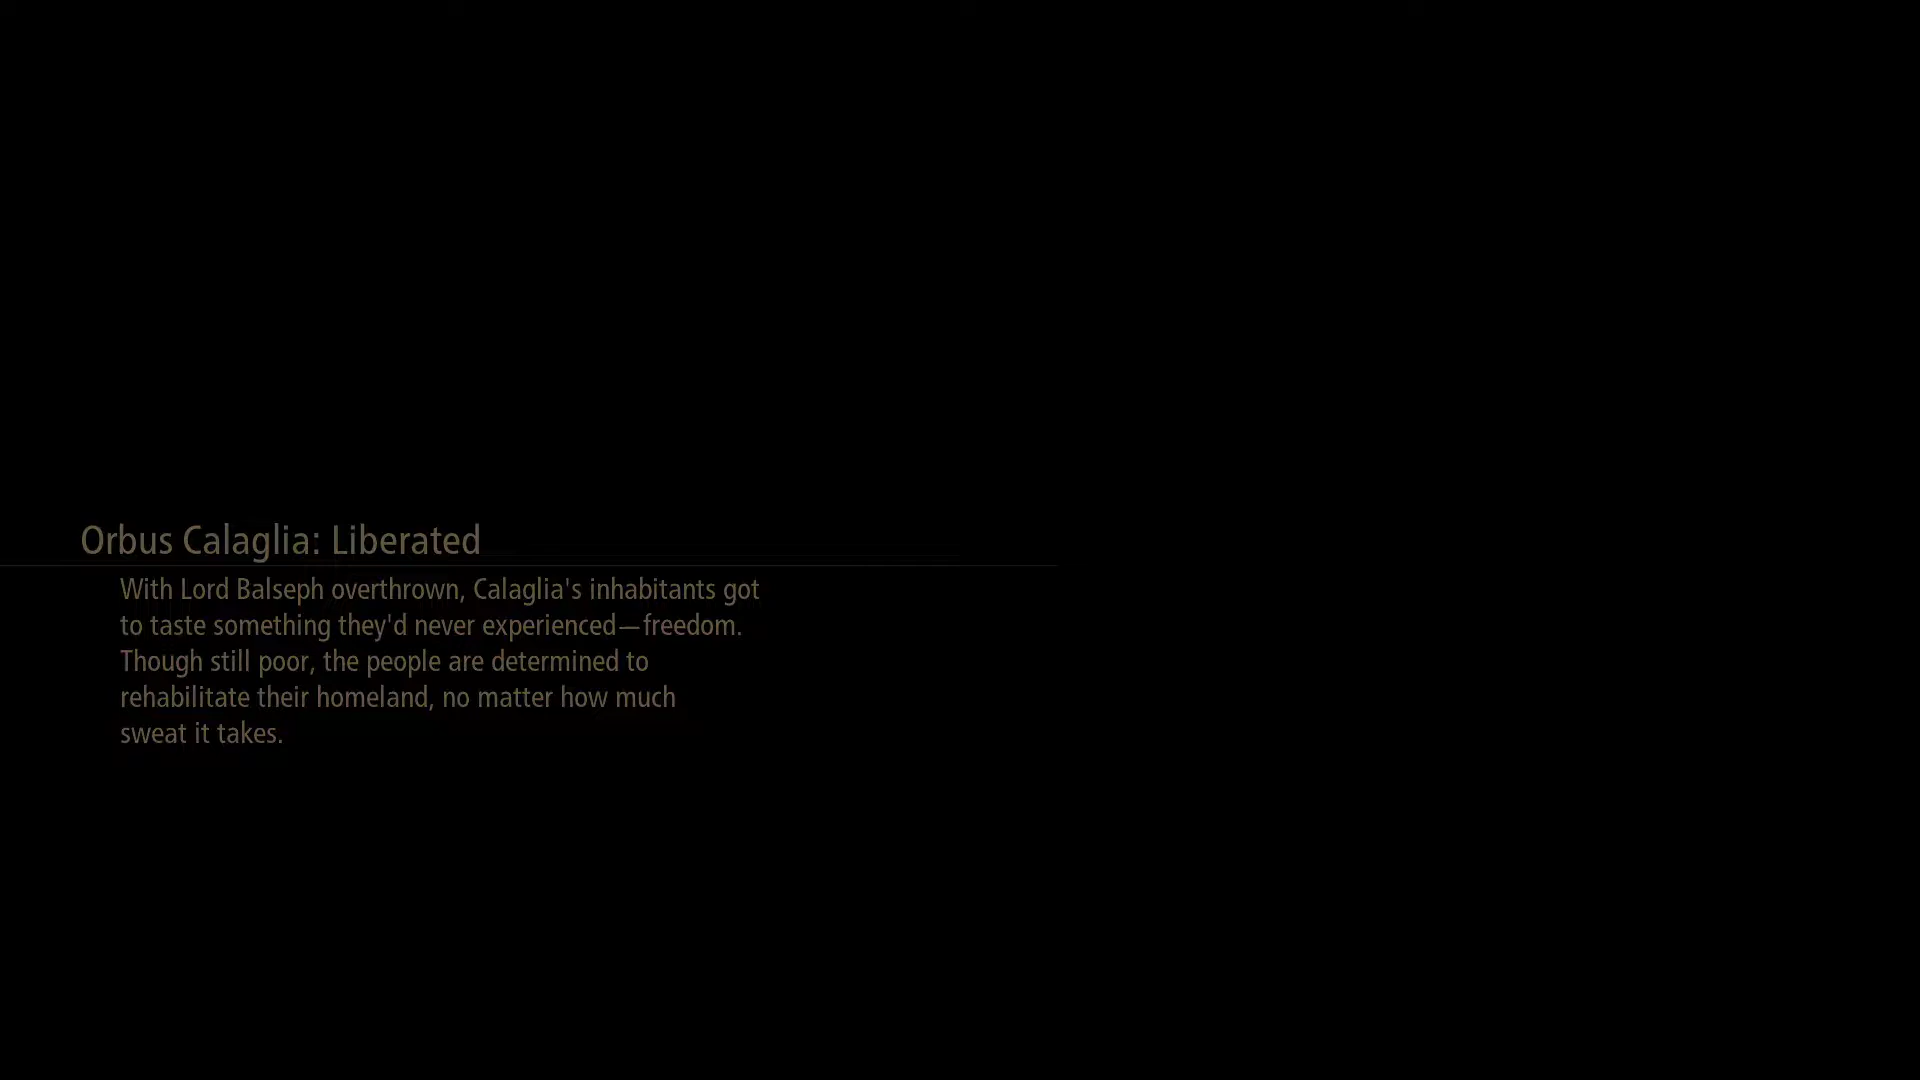 Orbus Calaglia: Liberated
With Lord Balseph overthrown, Calaglia's inhabitants got
to taste something they'd never experienced—freedom.
Though still poor, the people are determined to
rehabilitate their homeland, no matter how much
sweat it takes.